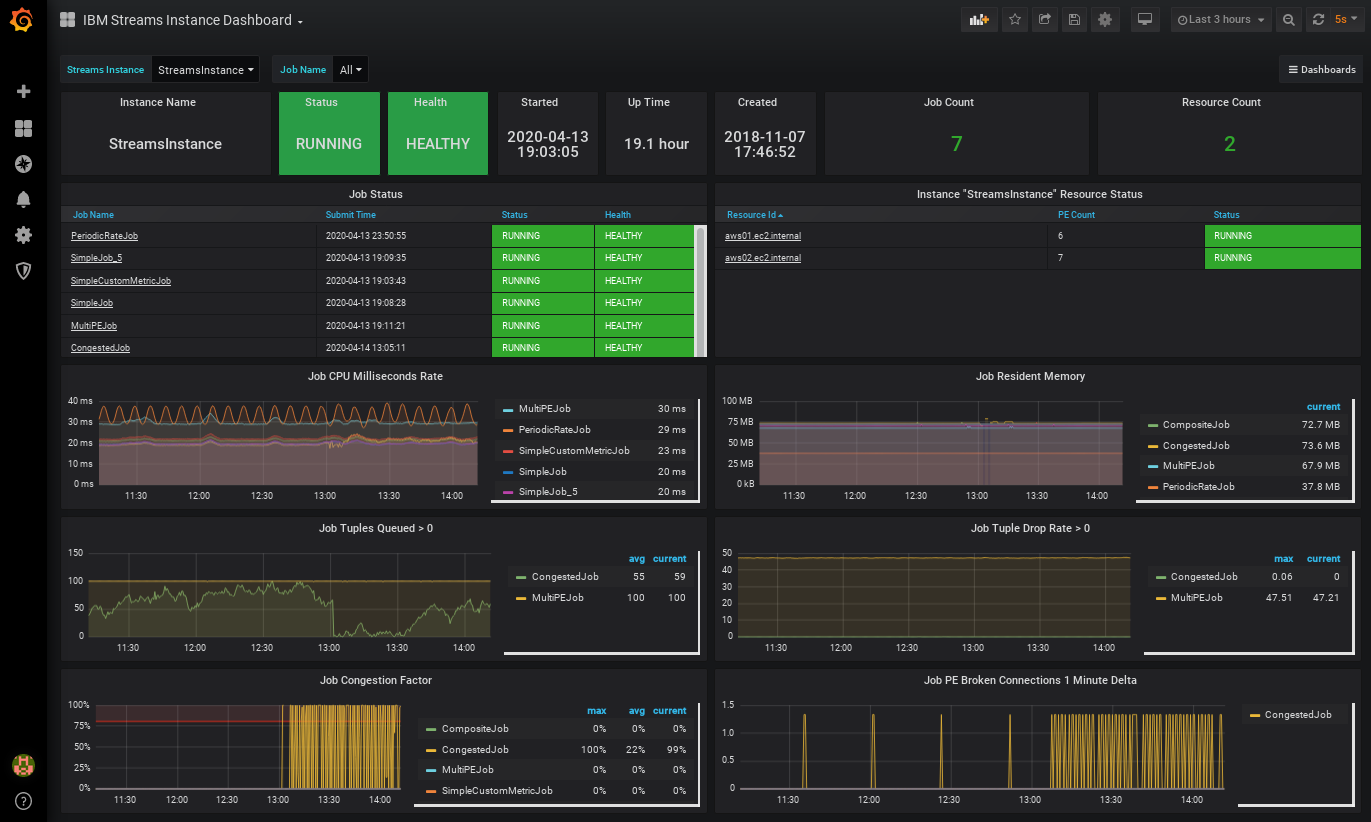 IBM Streams Instance Dashboard
Last 3 hours
5s
Streams Instance StreamsInstance Job Name All Dashboards
Instance Name
StreamsInstance
Status
RUNNING
Health
HEALTHY
Started
2020-04-13
19:03:05
Up Time
19.1 hour
Created
2018-11-07
17:46:52
Job Count
7
Resource Count
2
Job Status
Job Name Submit Time Status Health
PeriodicRateJob 2020-04-13 23:50:55 RUNNING HEALTHY
SimpleJob_5 2020-04-13 19:09:35 RUNNING HEALTHY
SimpleCustomMetricJob 2020-04-13 19:03:43 RUNNING HEALTHY
SimpleJob 2020-04-13 19:08:28 RUNNING HEALTHY
MultiPEJob 2020-04-13 19:11:21 RUNNING HEALTHY
CongestedJob 2020-04-14 13:05:11 RUNNING HEALTHY
Instance "StreamsInstance" Resource Status
Resource Id PE Count Status
aws01.ec2.internal 6 RUNNING
aws02.ec2.internal 7 RUNNING
Job CPU Milliseconds Rate
40 ms
30 ms
20 ms
10 ms
0 ms
11:30 12:00 12:30 13:00 13:30 14:00
MultiPEJob 30 ms
PeriodicRateJob 29 ms
SimpleCustomMetricJob 23 ms
SimpleJob 20 ms
SimpleJob_5 20 ms
Job Resident Memory
100 MB
75 MB
50 MB
25 MB
0 kB
11:30 12:00 12:30 13:00 13:30 14:00
current
CompositeJob 72.7 MB
CongestedJob 73.6 MB
MultiPEJob 67.9 MB
PeriodicRateJob 37.8 MB
Job Tuples Queued > 0
150
100
50
0
11:30 12:00 12:30 13:00 13:30 14:00
avg current
CongestedJob 55 59
MultiPEJob 100 100
Job Tuple Drop Rate > 0
50
40
30
20
10
0
11:30 12:00 12:30 13:00 13:30 14:00
max current
CongestedJob 0.06 0
MultiPEJob 47.51 47.21
Job Congestion Factor
100%
75%
50%
25%
0%
11:30 12:00 12:30 13:00 13:30 14:00
max avg current
CompositeJob 0% 0% 0%
CongestedJob 100% 22% 99%
MultiPEJob 0% 0% 0%
SimpleCustomMetricJob 0% 0% 0%
Job PE Broken Connections 1 Minute Delta
1.5
1.0
0.5
0
11:30 12:00 12:30 13:00 13:30 14:00
CongestedJob